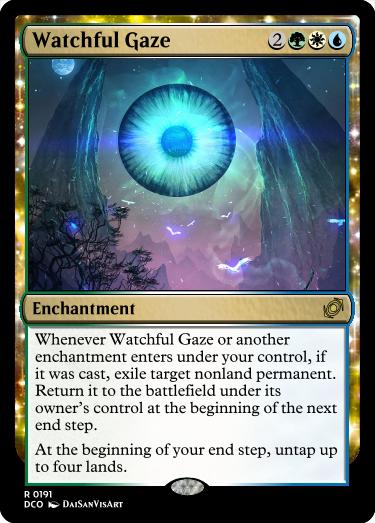 Watchful Gaze 2
Enchantment
Whenever Watchful Gaze or another
enchantment enters under your control, if
it was cast, exile target nonland permanent.
Return it to the battlefield under its
owner's control at the beginning of the next
end step.
At the beginning of your end step, untap up
to four lands.
R 0191
DCO DaiSanVisArt